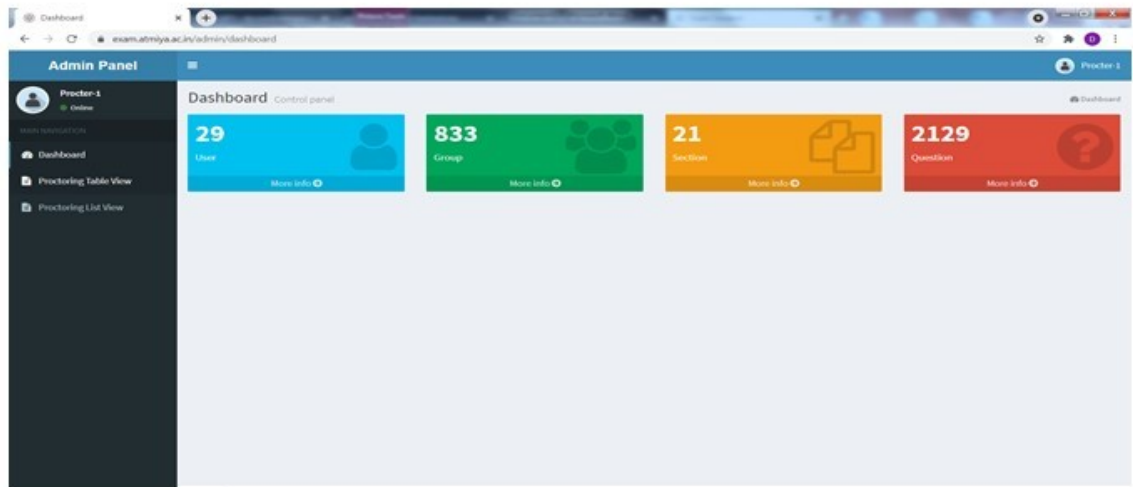 Dashboard
exam.atmiya.ac.in/admin/dashboard
D
Admin Panel
Procter-1
Procter-1
Online
MAIN NAVIGATION
Dashboard
Proctoring Table View
Proctoring List View
Dashboard Control panel
Dashboard
29
User
More info
833
Group
More info
21
Section
More info
2129
Question
More info